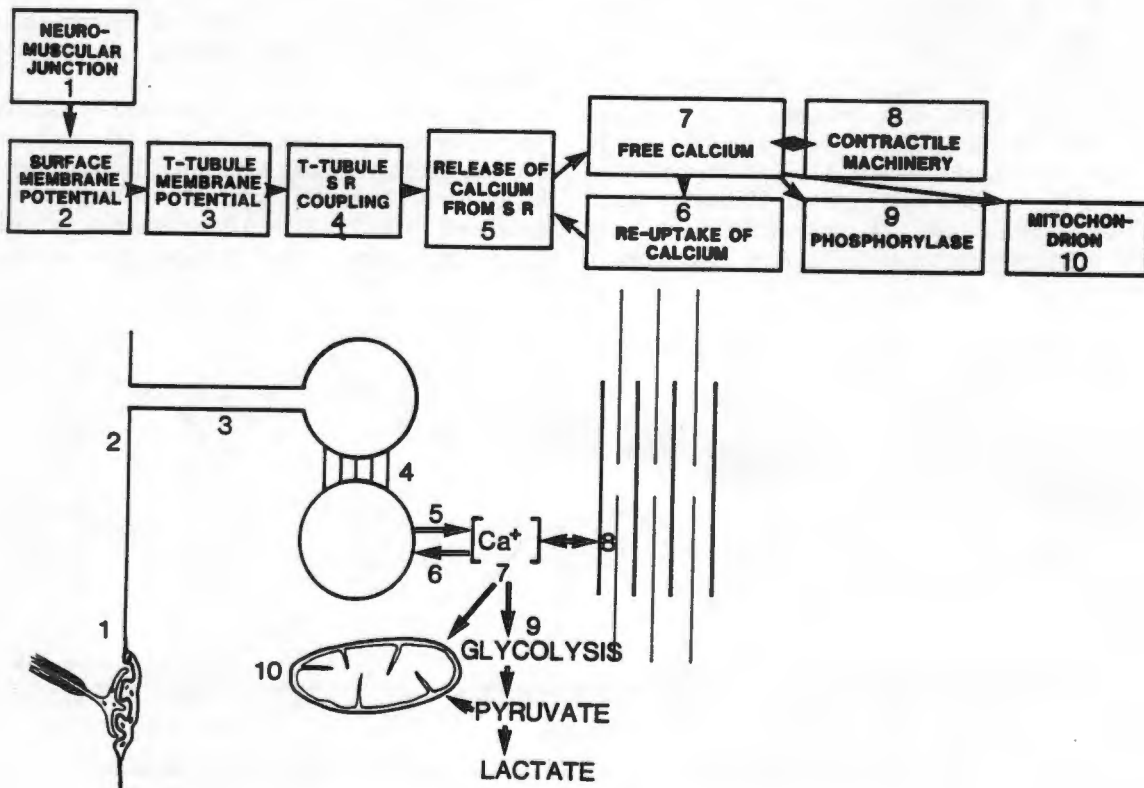 NEURO-
MUSCULAR
JUNCTION
1
SURFACE
MEMBRANE
POTENTIAL
2
T-TUBULE
MEMBRANE
POTENTIAL
3
T-TUBULE
S R
COUPLING
4
RELEASE OF
CALCIUM
FROM S R
5
7
FREE CALCIUM
8
CONTRACTILE
MACHINERY
6
RE-UPTAKE OF
CALCIUM
9
PHOSPHORYLASE
MITOCHON-
DRION
10
2
3
4
5
[Ca+]
8
6
7
1
9
GLYCOLYSIS
10
PYRUVATE
LACTATE